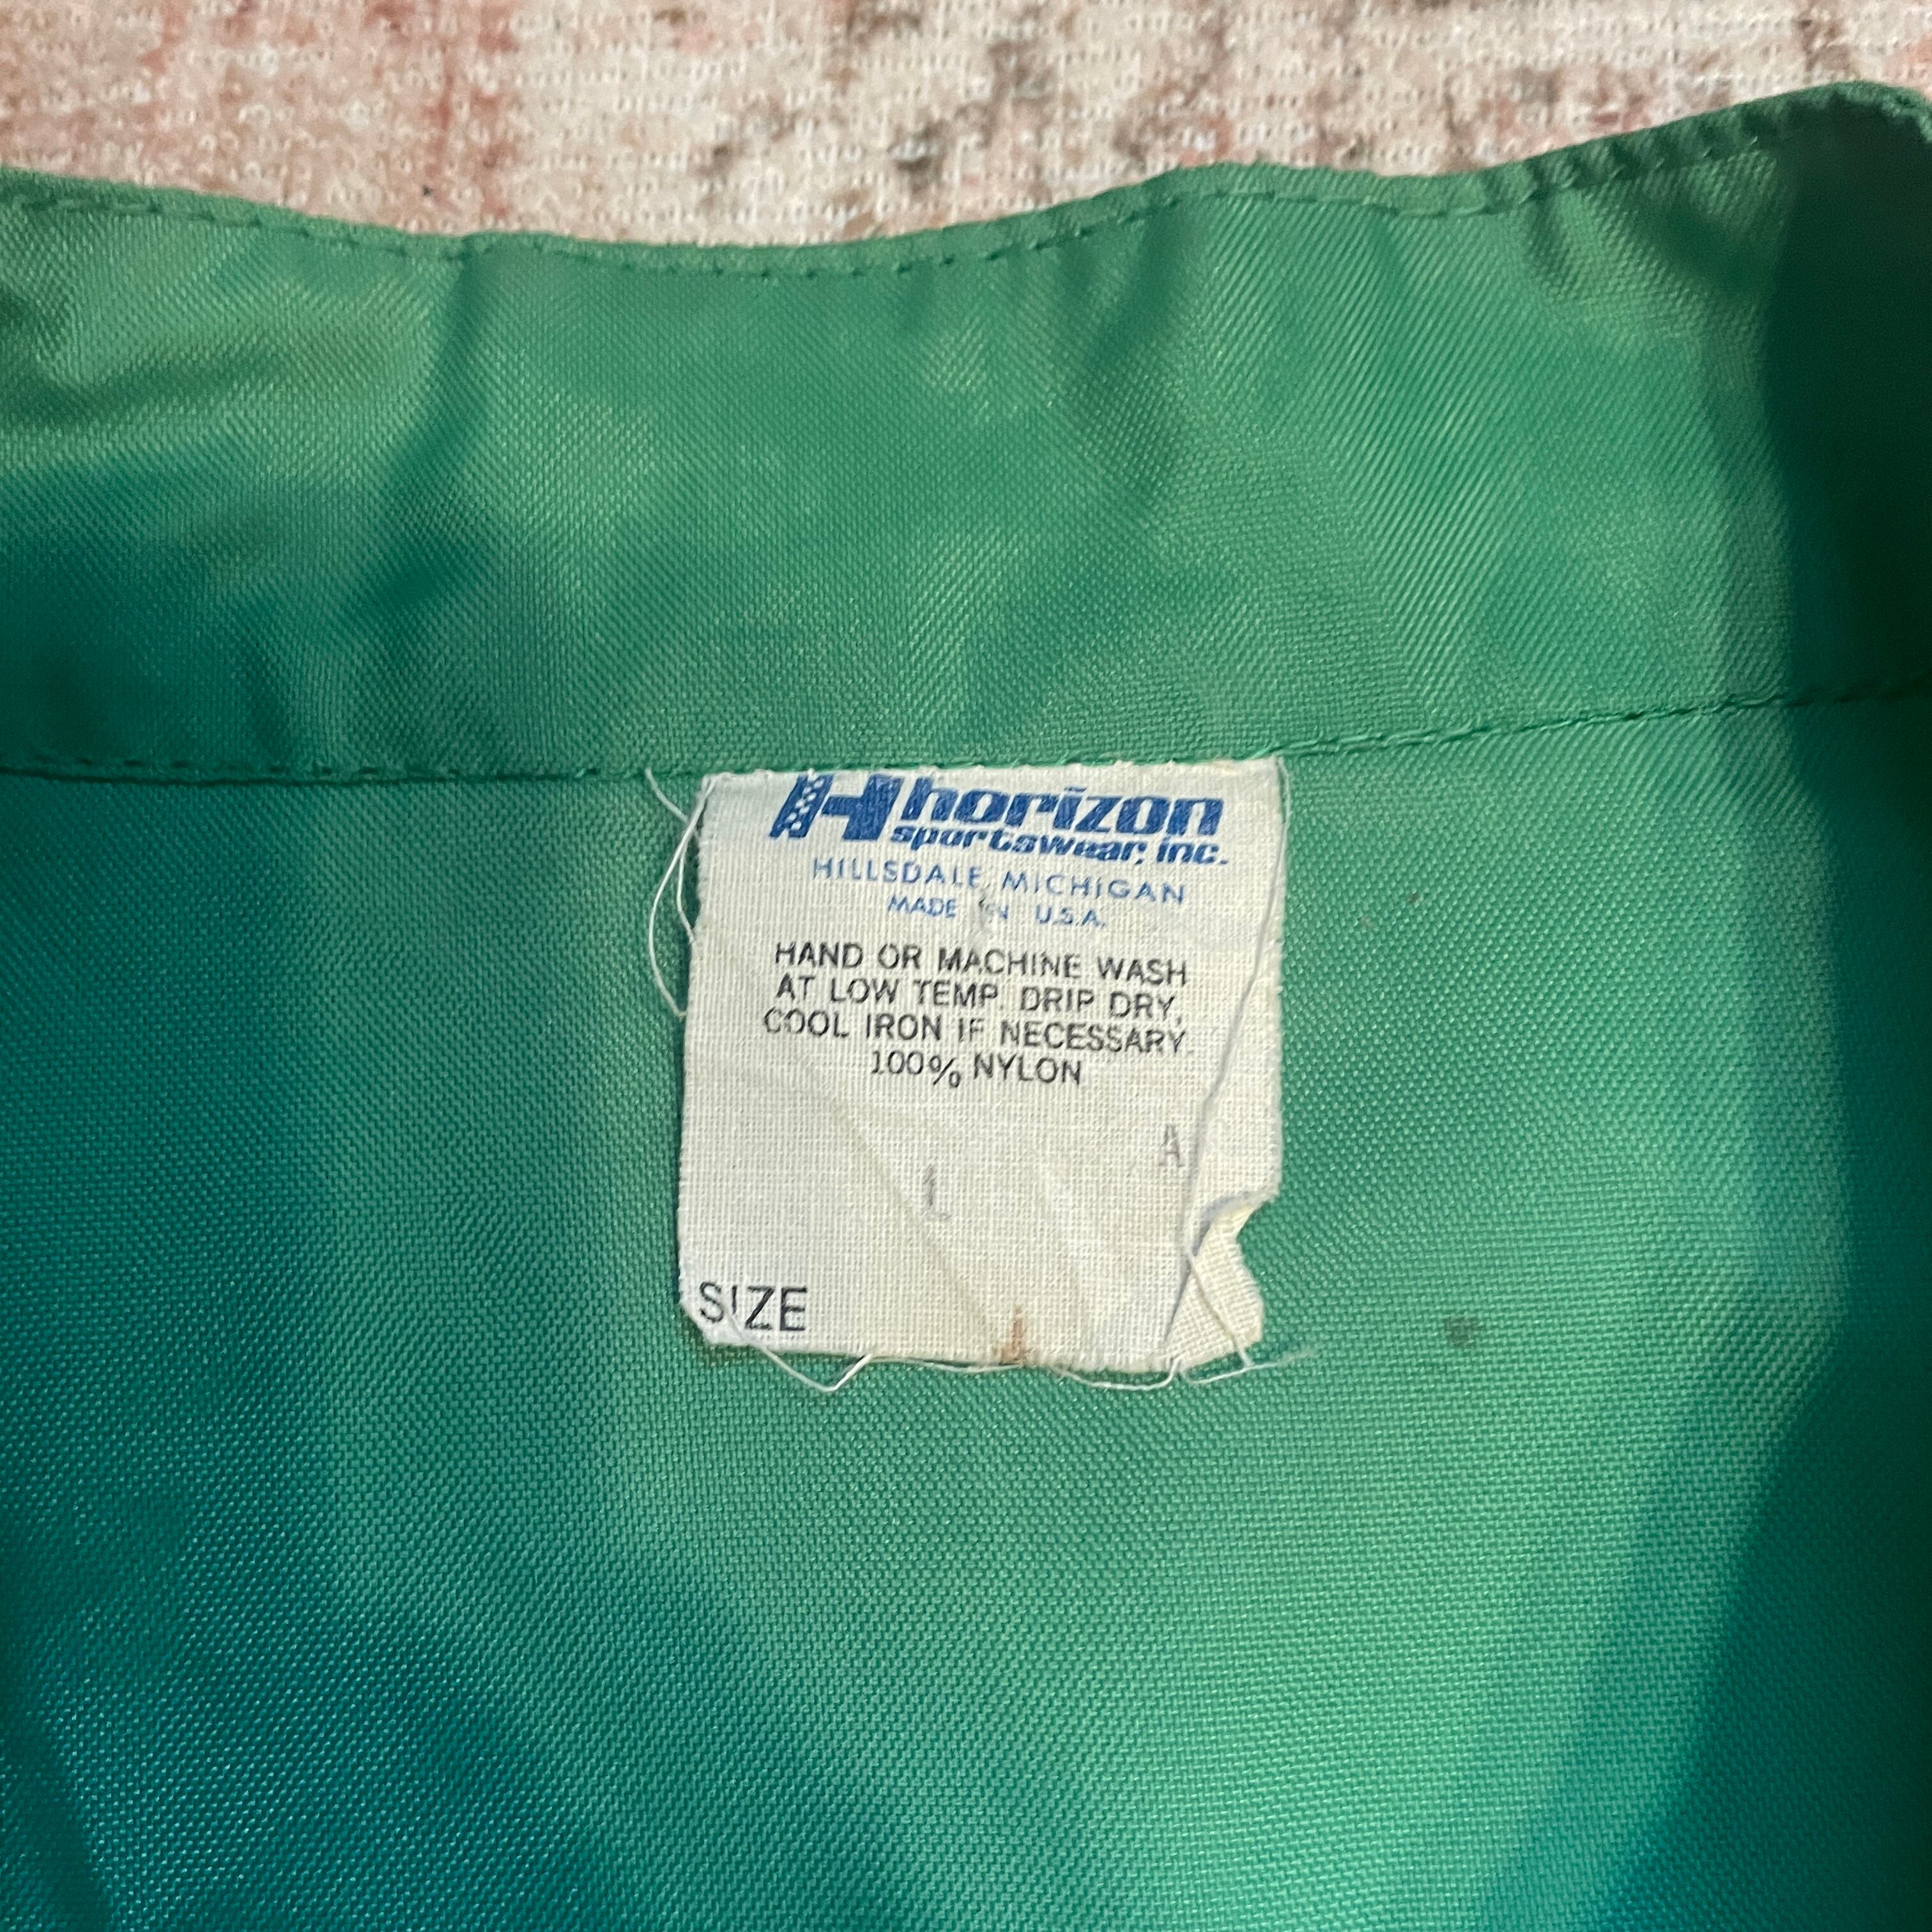 H horizon
sportswear, inc.
HILLSDALE, MICHIGAN
MADE IN U.S.A.
HAND OR MACHINE WASH
AT LOW TEMP. DRIP DRY,
COOL IRON IF NECESSARY.
100% NYLON
A
L
SIZE